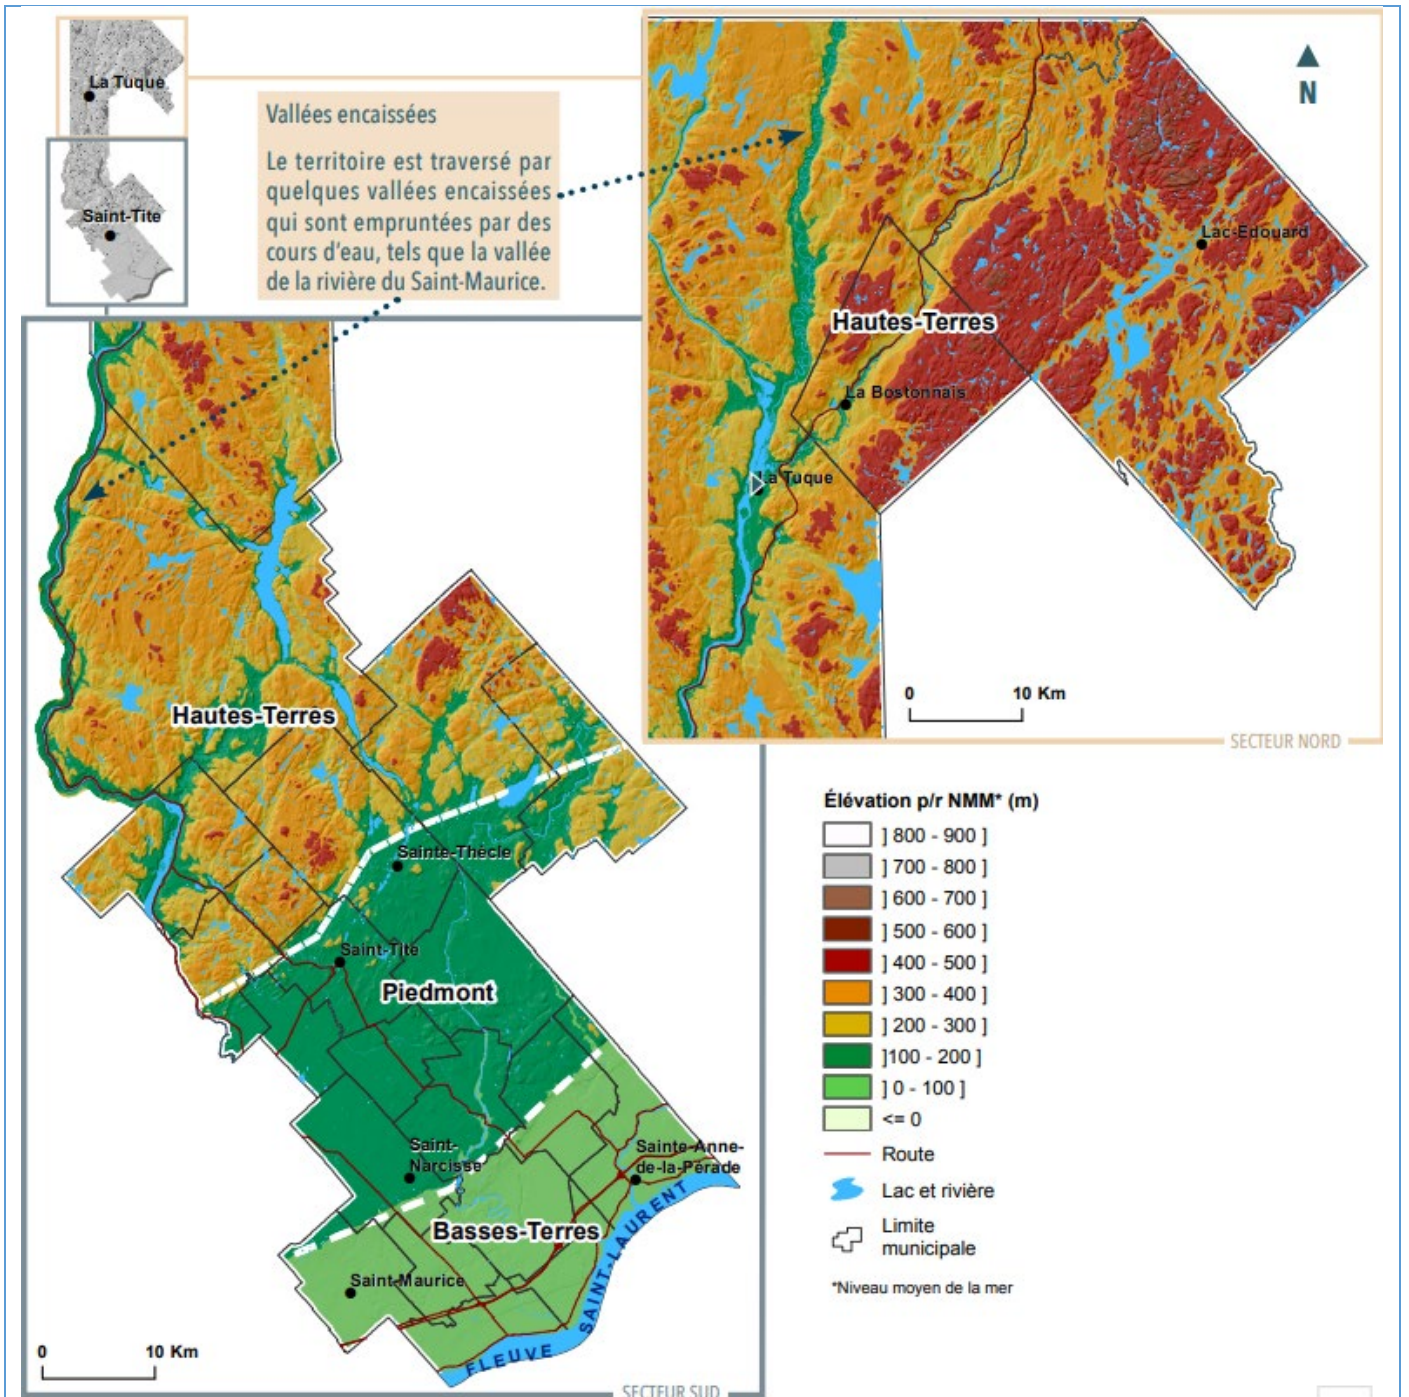 La Tuque
Saint-Tite
Vallées encaissées
Le territoire est traversé par
quelques vallées encaissées
qui sont empruntées par des
cours d'eau, tels que la vallée
de la rivière du Saint-Maurice.
N
Lac-Edouard
Hautes-Terres
La Bostonnais
La Tuque
0 10 Km
SECTEUR NORD
Hautes-Terres
Sainte-Thècle
Saint-Tite
Piedmont
Saint-
Narcisse
Sainte-Anne-
de-la-Pérade
Basses-Terres
Saint-Maurice
FLEUVE SAINT-LAURENT
0 10 Km
SECTEUR SUD
Élévation p/r NMM* (m)
] 800 - 900 ]
] 700 - 800 ]
] 600 - 700 ]
] 500 - 600 ]
] 400 - 500 ]
] 300 - 400 ]
] 200 - 300 ]
]100 - 200 ]
] 0 - 100 ]
<= 0
Route
Lac et rivière
Limite
municipale
*Niveau moyen de la mer